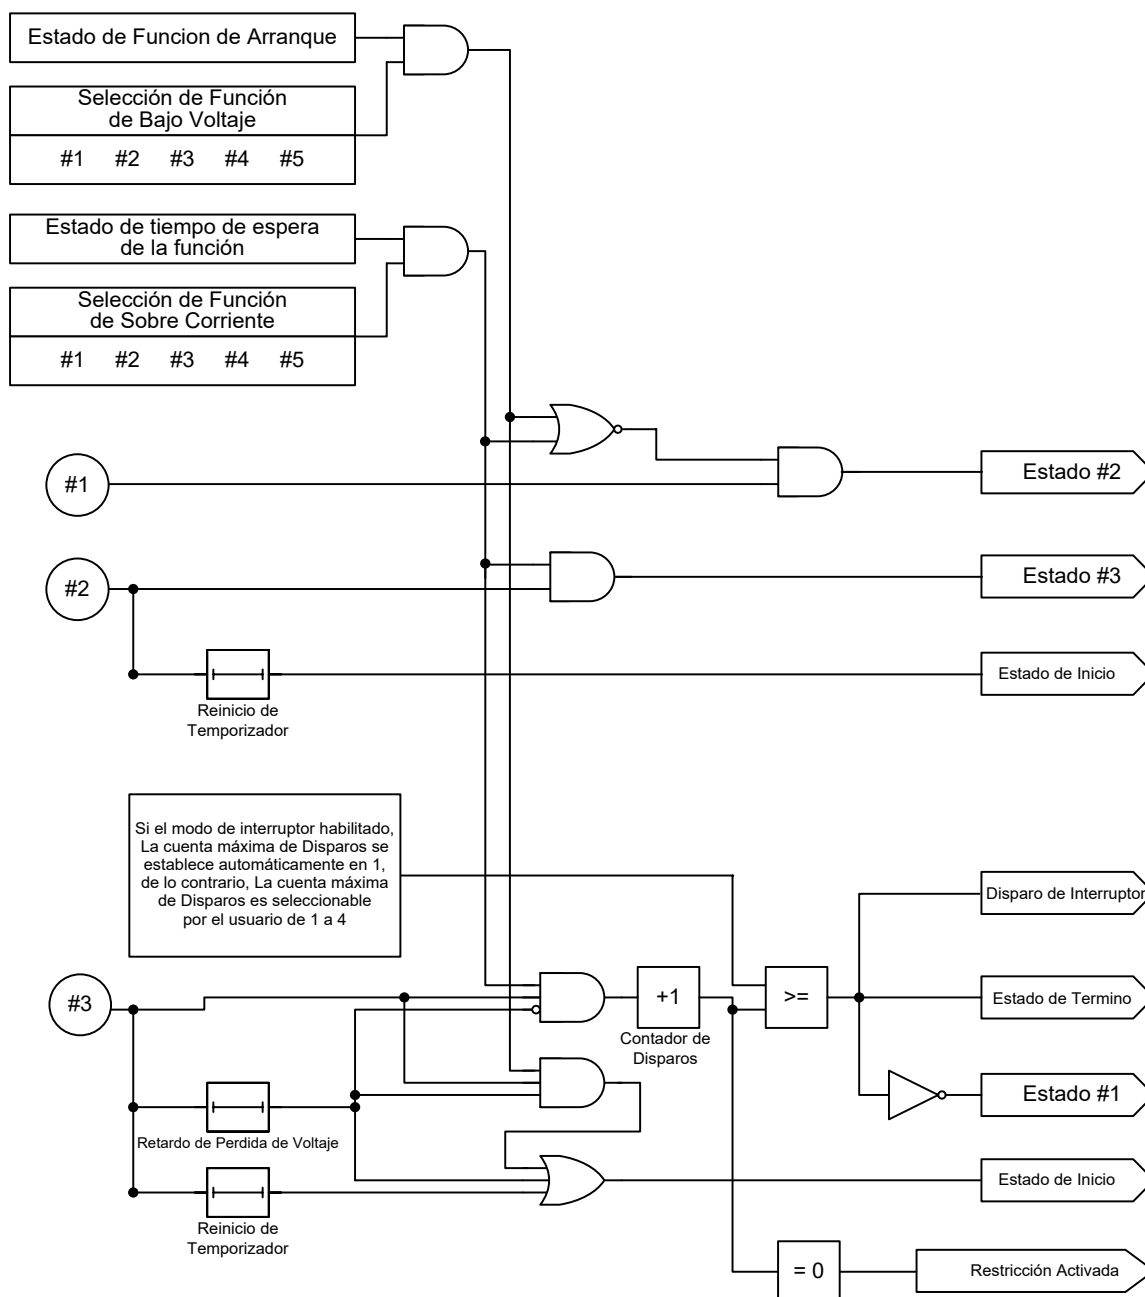 Estado de Funcion de Arranque
Selección de Función
de Bajo Voltaje
#1 #2 #3 #4 #5
Estado de tiempo de espera
de la función
Selección de Función
de Sobre Corriente
#1 #2 #3 #4 #5
#1
Estado #2
#2
Estado #3
Estado de Inicio
Reinicio de
Temporizador
Si el modo de interruptor habilitado,
La cuenta máxima de Disparos se
establece automáticamente en 1,
de lo contrario, La cuenta máxima
de Disparos es seleccionable
por el usuario de 1 a 4
Disparo de Interruptor
#3
+1
>=
Estado de Termino
Contador de
Disparos
Estado #1
Retardo de Perdida de Voltaje
Estado de Inicio
Reinicio de
Temporizador
= 0
Restricción Activada